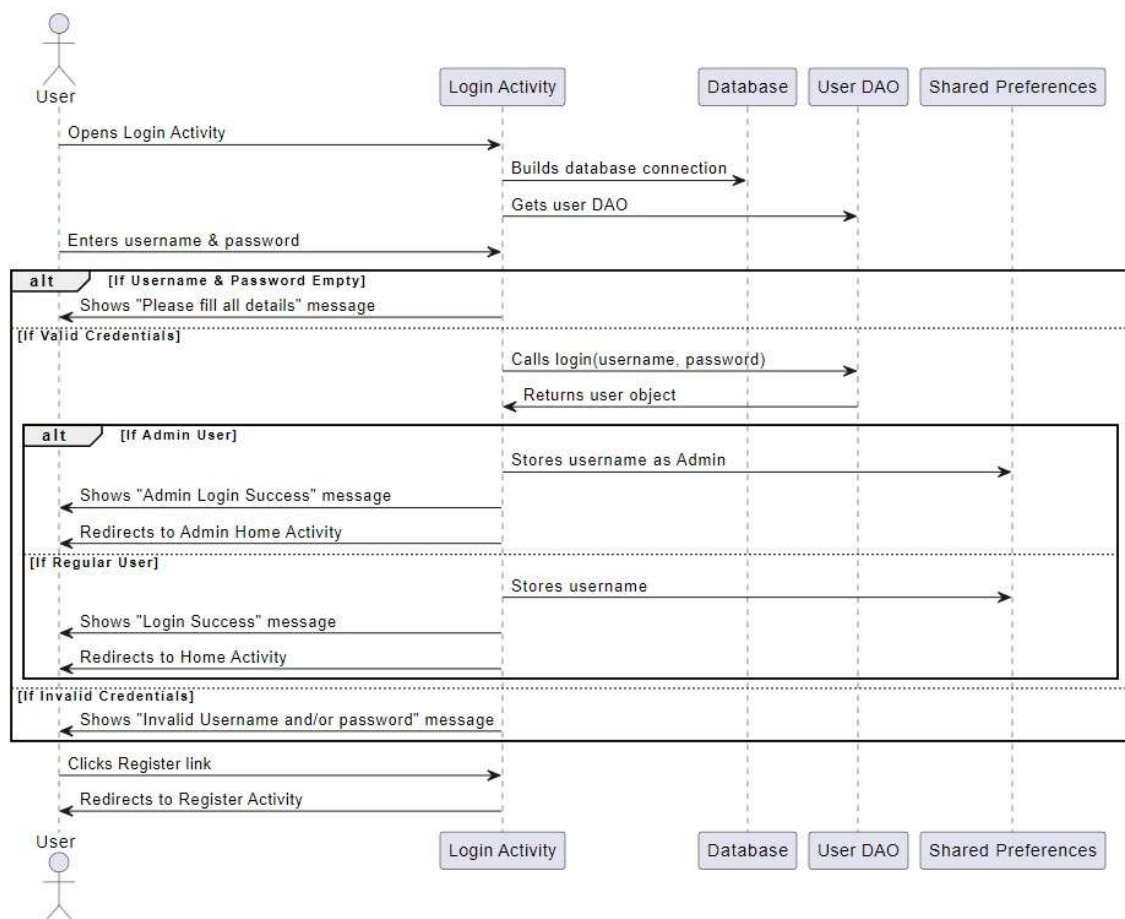 User
Login Activity
Database
User DAO
Shared Preferences
Opens Login Activity
Builds database connection
Gets user DAO
Enters username & password
alt
[If Username & Password Empty]
Shows "Please fill all details" message
[If Valid Credentials]
Calls login(username, password)
Returns user object
alt
[If Admin User]
Stores username as Admin
Shows "Admin Login Success" message
Redirects to Admin Home Activity
[If Regular User]
Stores username
Shows "Login Success" message
Redirects to Home Activity
[If Invalid Credentials]
Shows "Invalid Username and/or password" message
Clicks Register link
Redirects to Register Activity
User
Login Activity
Database
User DAO
Shared Preferences